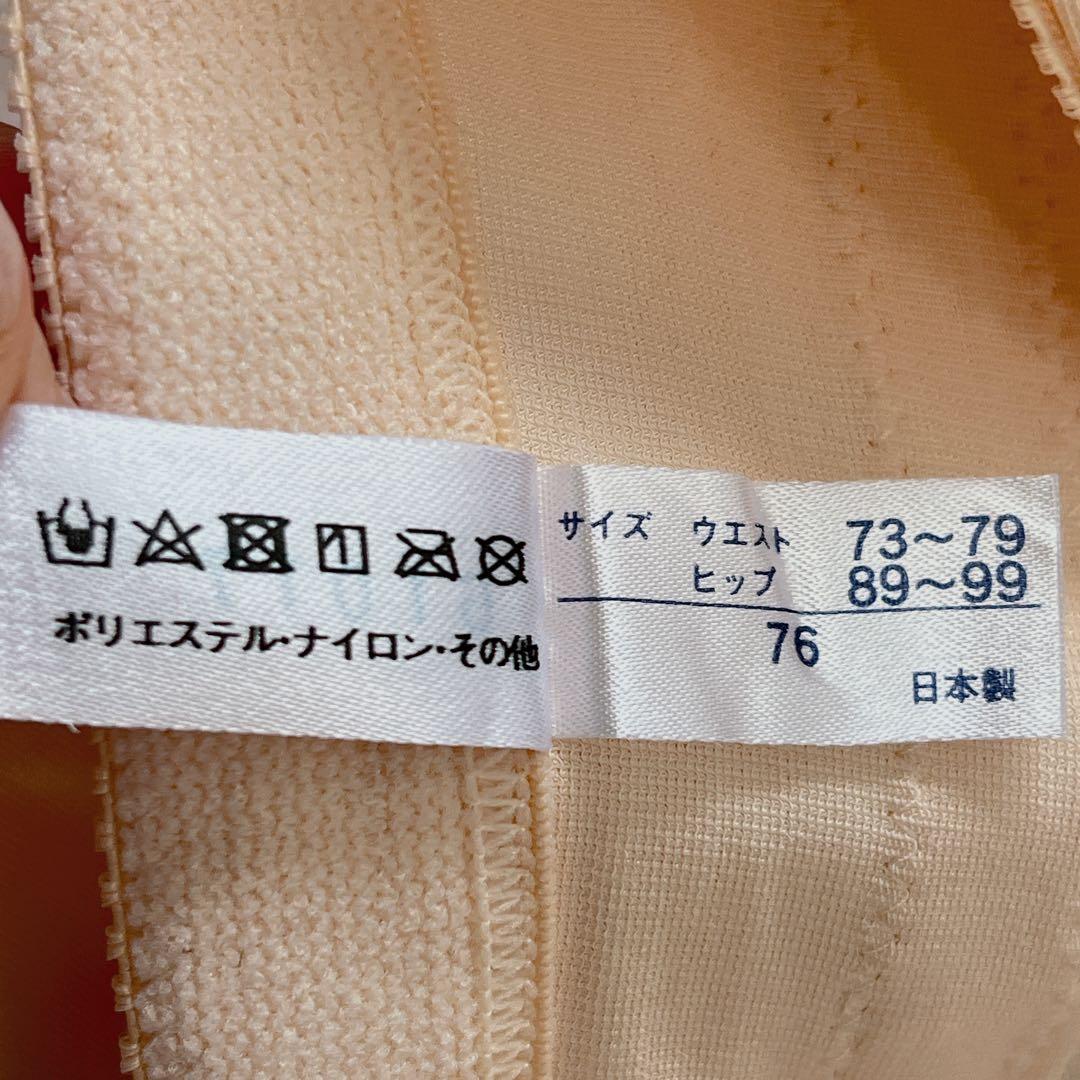 ポリエステル・ナイロン・その他
サイズ ウエスト 73～79
ヒップ 89～99
76
日本製